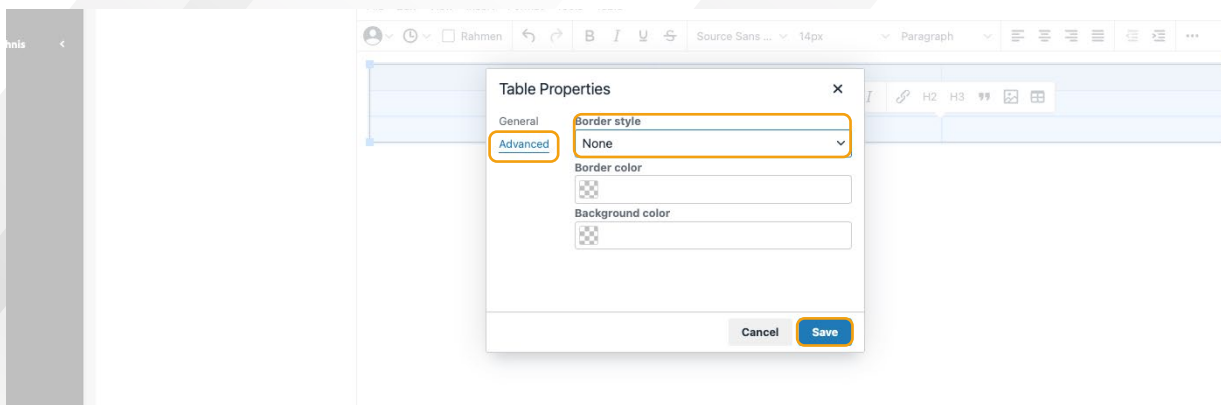 hnis
Rahmen B I U S Source Sans ... 14px Paragraph ...
Table Properties
I H2 H3
General
Border style
Advanced
None
Border color
Background color
Cancel Save